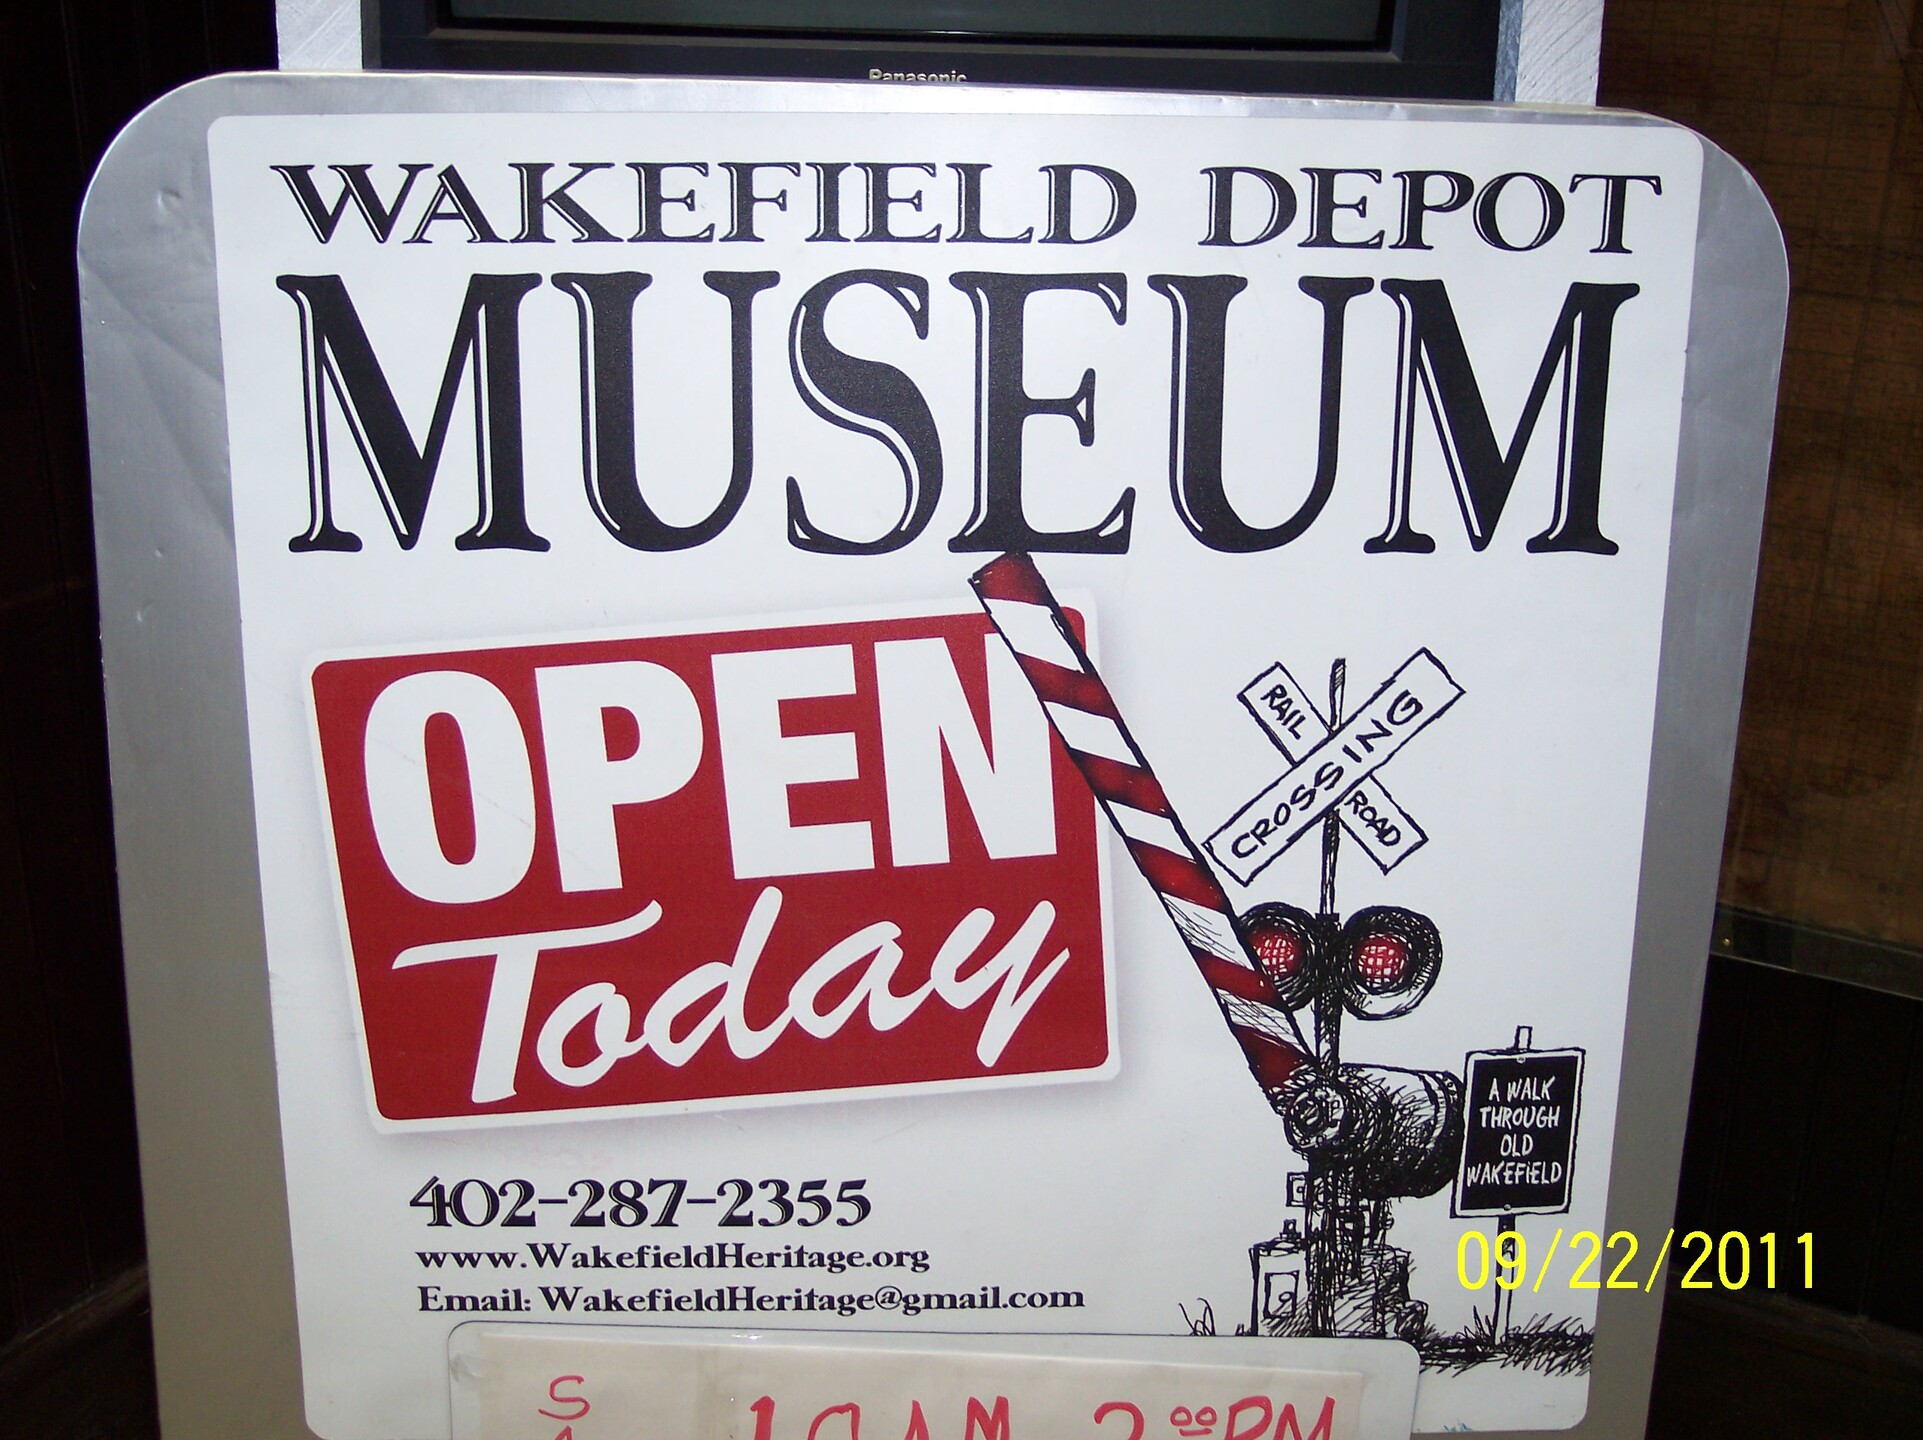 Panasonic
WAKEFIELD DEPOT
MUSEUM
OPEN
Today
RAIL
CROSSING
ROAD
A WALK
THROUGH
OLD
WAKEFIELD
402-287-2355
www.WakefieldHeritage.org
Email: WakefieldHeritage@gmail.com
09/22/2011